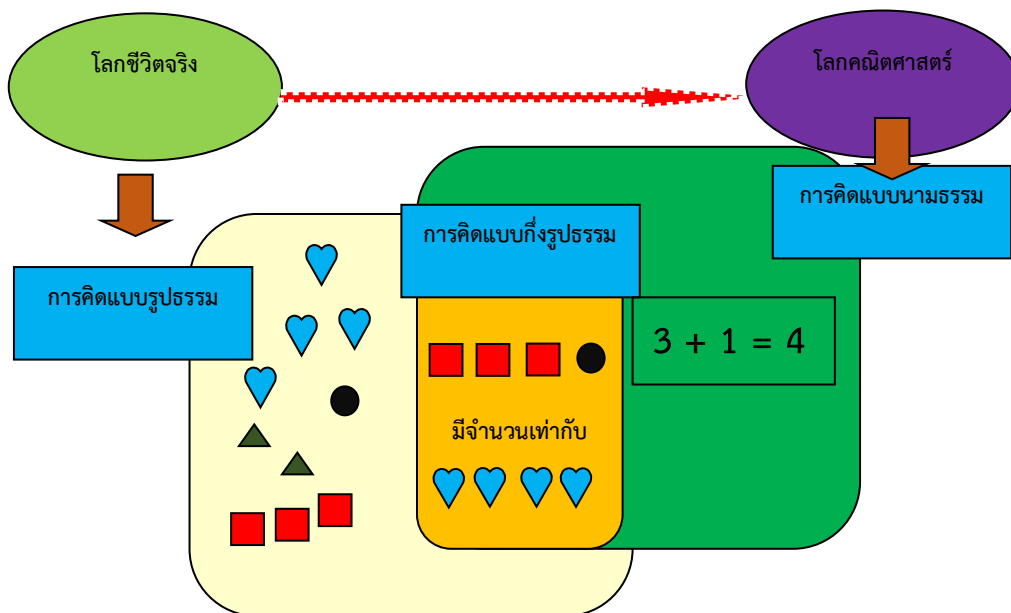 โลกชีวิตจริง
โลกคณิตศาสตร์
การคิดแบบนามธรรม
การคิดแบบกึ่งรูปธรรม
การคิดแบบรูปธรรม
3 + 1 = 4
มีจำนวนเท่ากับ